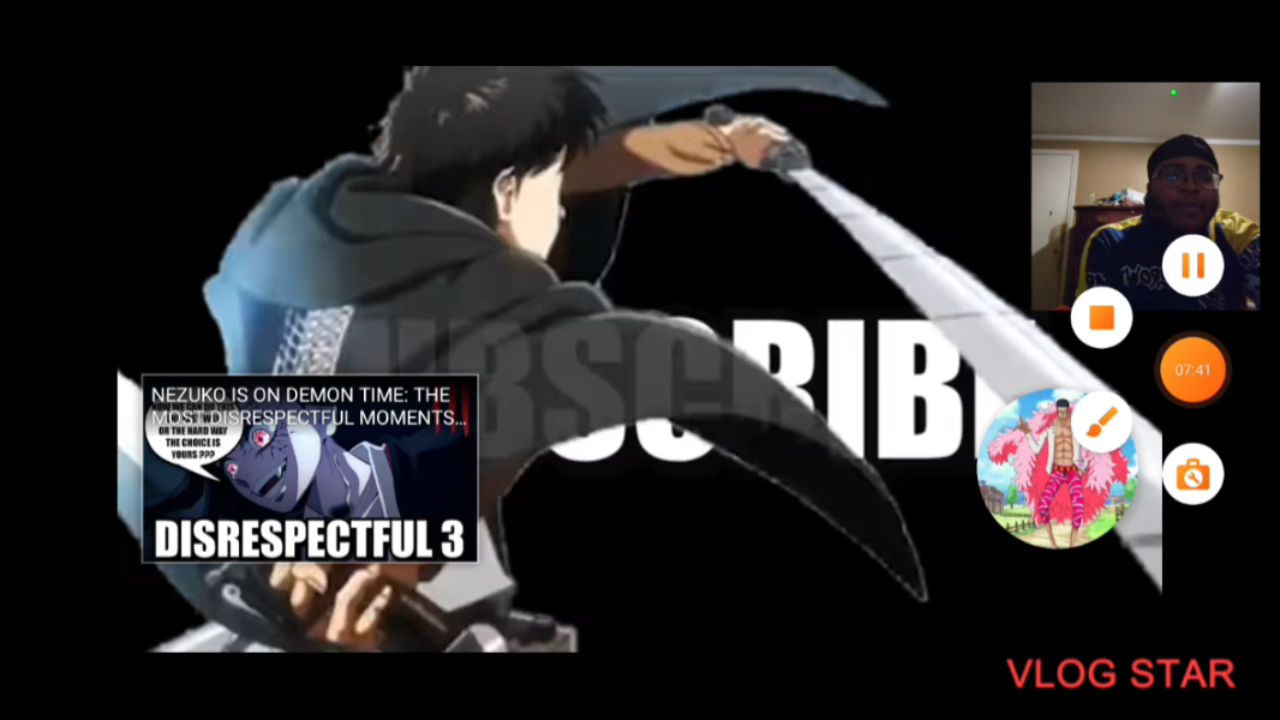 SUBSCRIBE
NEZUKO IS ON DEMON TIME: THE
MOST DISRESPECTFUL MOMENTS...
OR THE HARD WAY
THE CHOICE IS
YOURS ???
DISRESPECTFUL 3
07:41
VLOG STAR